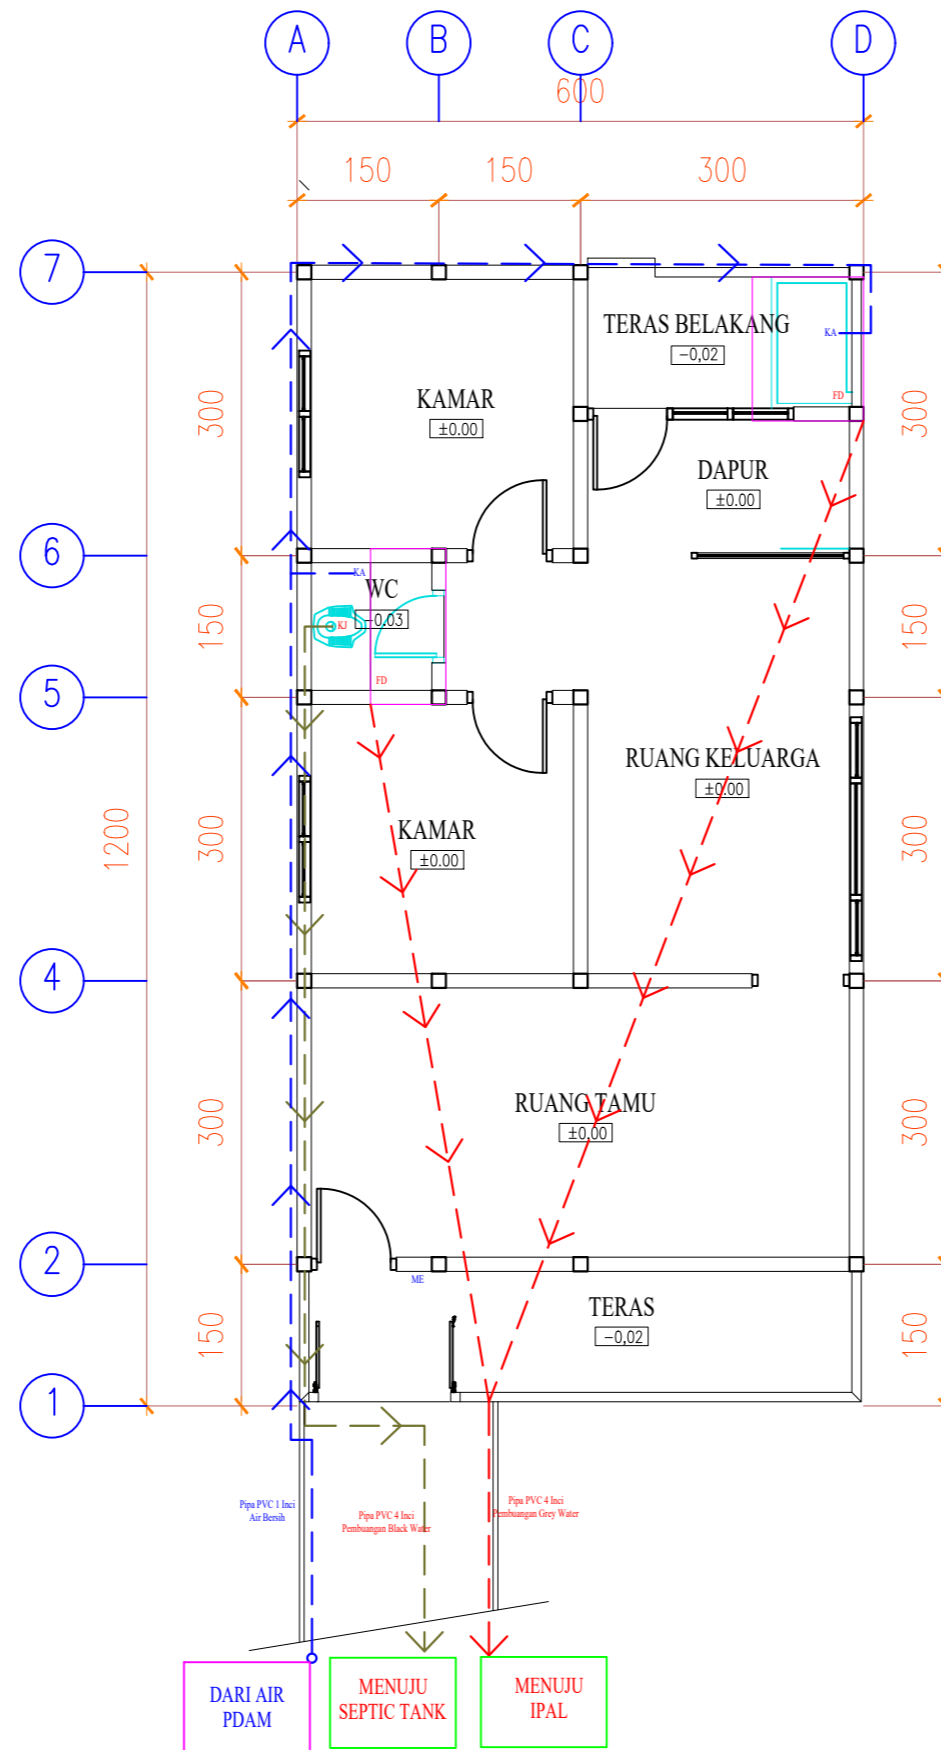 A
B
C
D
600
150
150
300
7
TERAS BELAKANG
-0,02
KA
FD
KAMAR
±0.00
300
300
DAPUR
±0.00
6
KA
WC
-0.03
KJ
FD
150
150
5
RUANG KELUARGA
±0.00
KAMAR
±0.00
1200
300
300
4
RUANG TAMU
±0,00
300
300
2
ME
TERAS
-0,02
150
150
1
Pipa PVC 1 Inci
Air Bersih
Pipa PVC 4 Inci
Pembuangan Black Water
Pipa PVC 4 Inci
Pembuangan Grey Water
DARI AIR
PDAM
MENUJU
SEPTIC TANK
MENUJU
IPAL